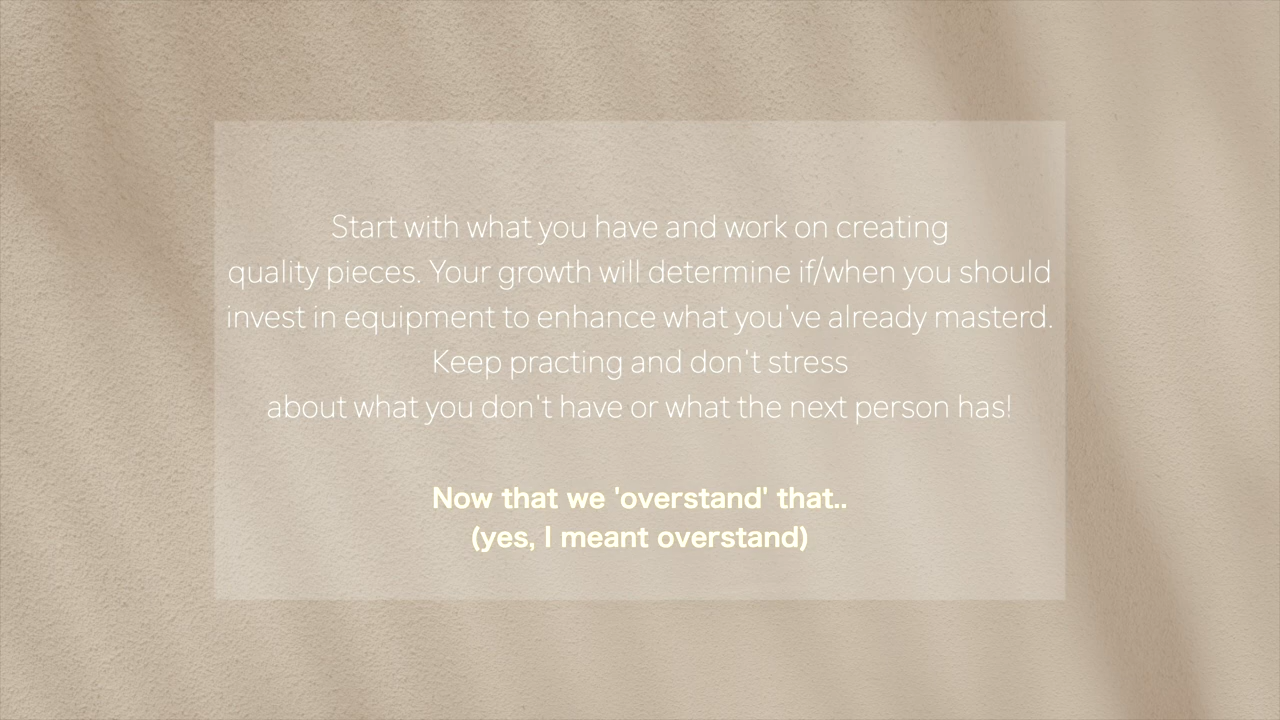 Start with what you have and work on creating
quality pieces. Your growth will determine if/when you should
invest in equipment to enhance what you've already masterd.
Keep practing and don't stress
about what you don't have or what the next person has!
Now that we 'overstand' that..
(yes, I meant overstand)